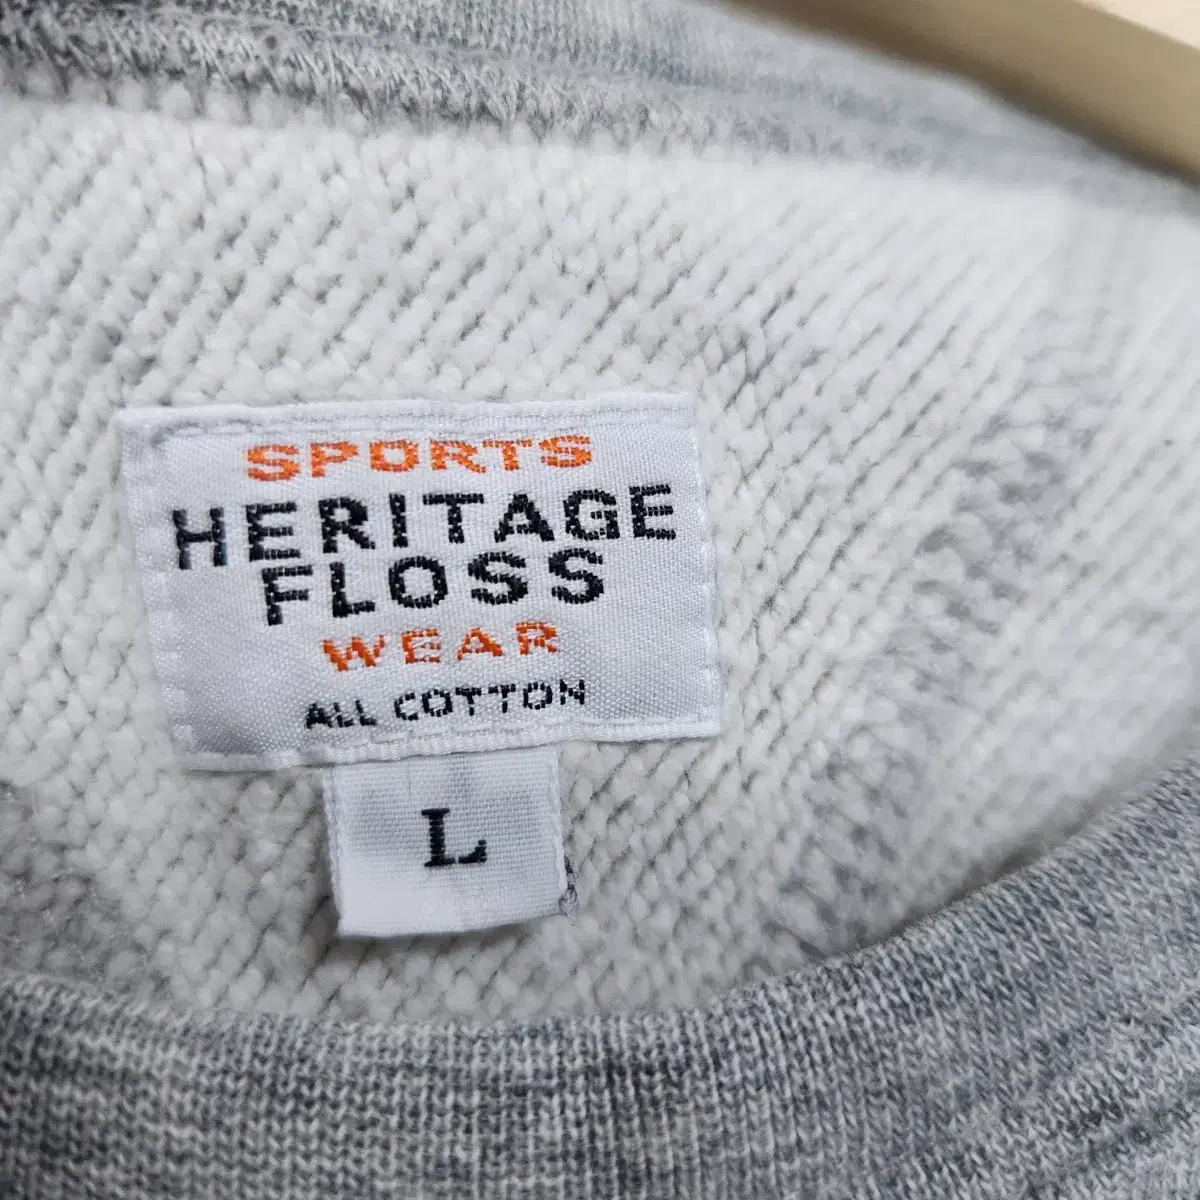 SPORTS
HERITAGE
FLOSS
WEAR
ALL COTTON
L